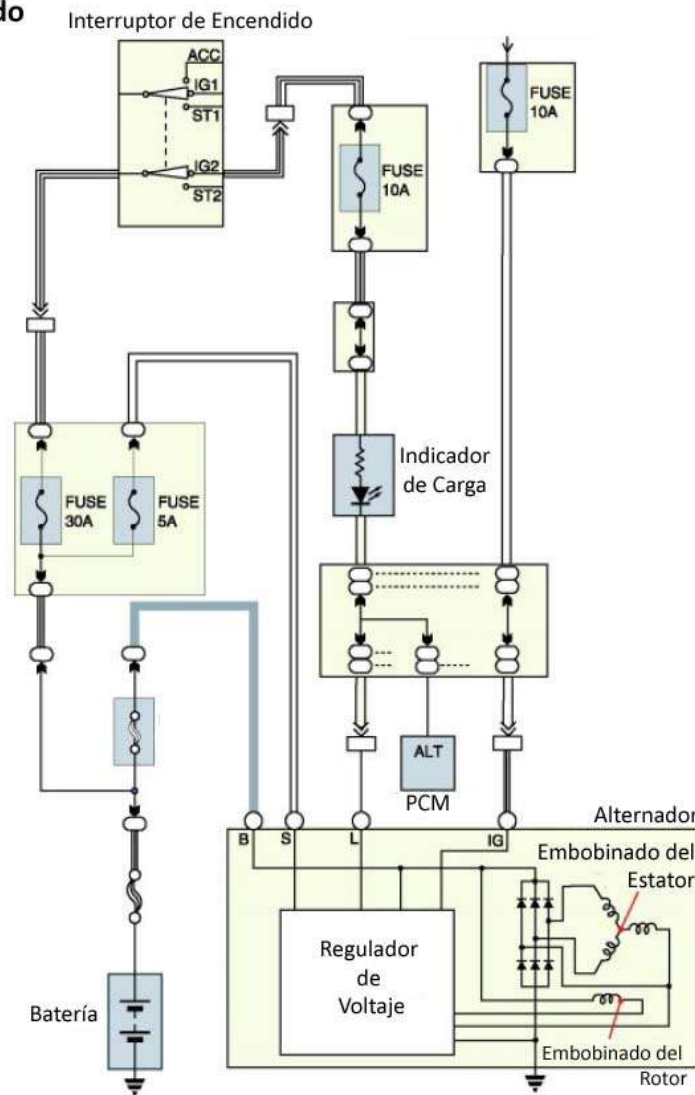 do
Interruptor de Encendido
ACC
IG1
ST1
IG2
ST2
FUSE
10A
FUSE
10A
FUSE
30A
FUSE
5A
Indicador
de Carga
ALT
PCM
B
S
L
IG
Alternador
Embobinado del
Estator
Regulador
de
Voltaje
Embobinado del
Rotor
Batería